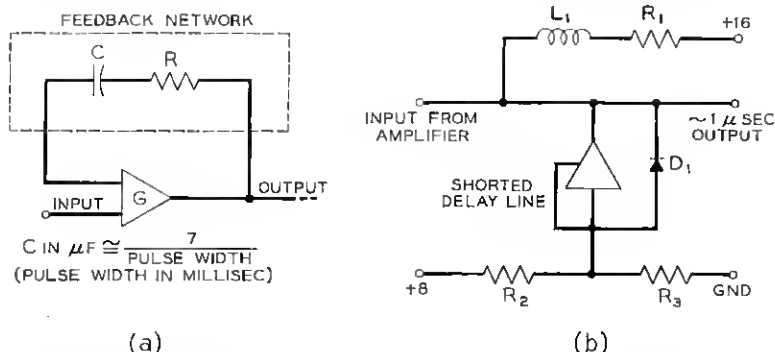 FEEDBACK NETWORK
C
R
G
INPUT
OUTPUT
C IN μF ≅ 7 / PULSE WIDTH
(PULSE WIDTH IN MILLISEC)
(a)
L₁
R₁
+16
INPUT FROM
AMPLIFIER
~1 μSEC
OUTPUT
SHORTED
DELAY LINE
D₁
+8
R₂
R₃
GND
(b)